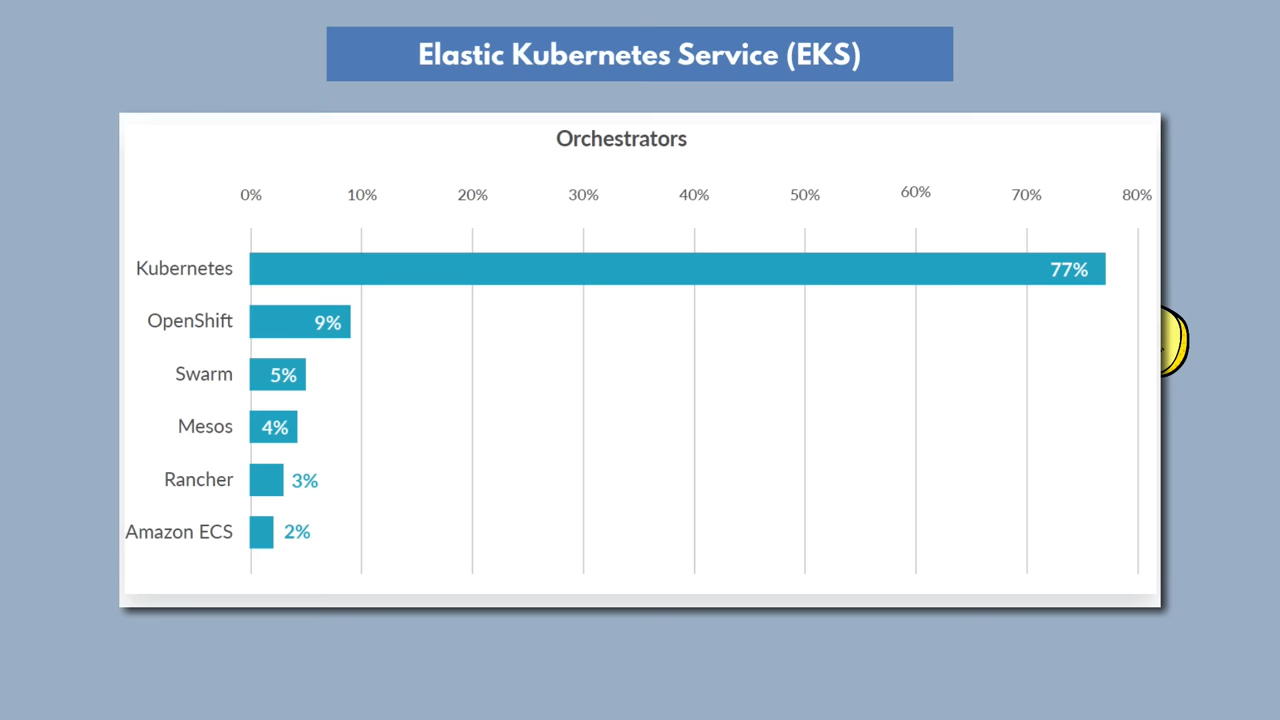 Elastic Kubernetes Service (EKS)
Orchestrators
0% 10% 20% 30% 40% 50% 60% 70% 80%
Kubernetes 77%
OpenShift 9%
Swarm 5%
Mesos 4%
Rancher 3%
Amazon ECS 2%